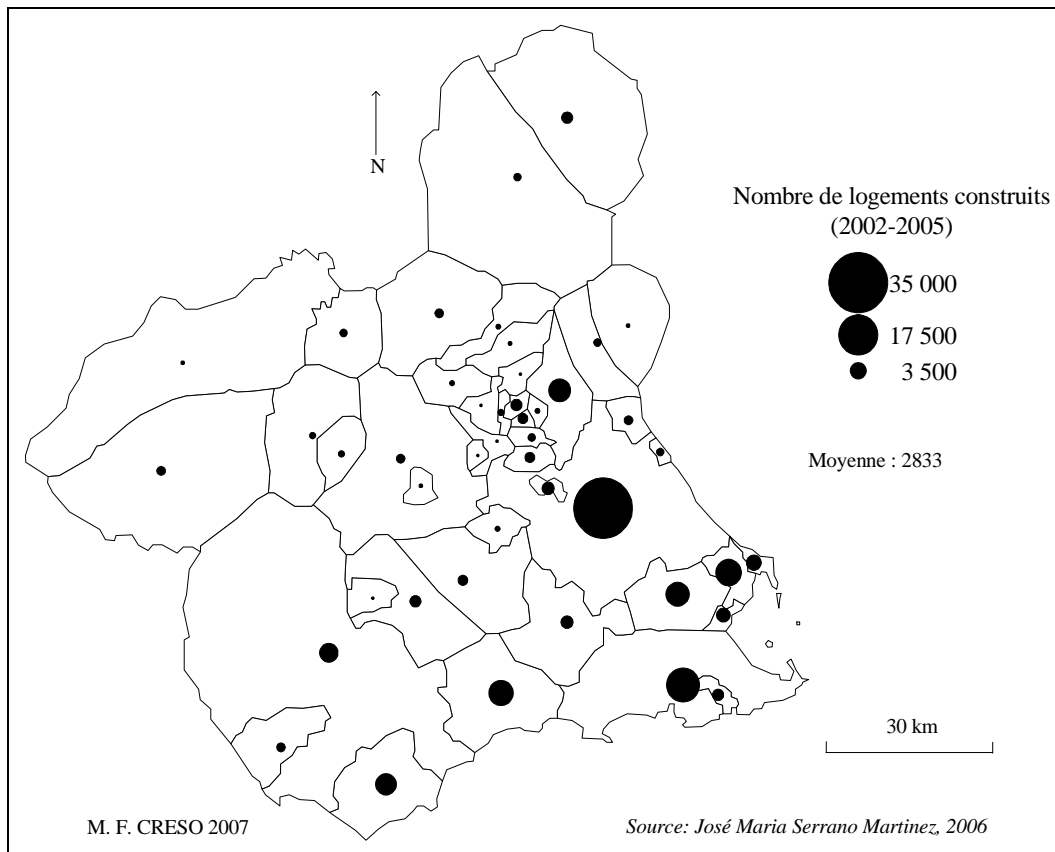 N
Nombre de logements construits
(2002-2005)
35 000
17 500
3 500
Moyenne : 2833
30 km
M. F. CRESO 2007
Source: José Maria Serrano Martinez, 2006